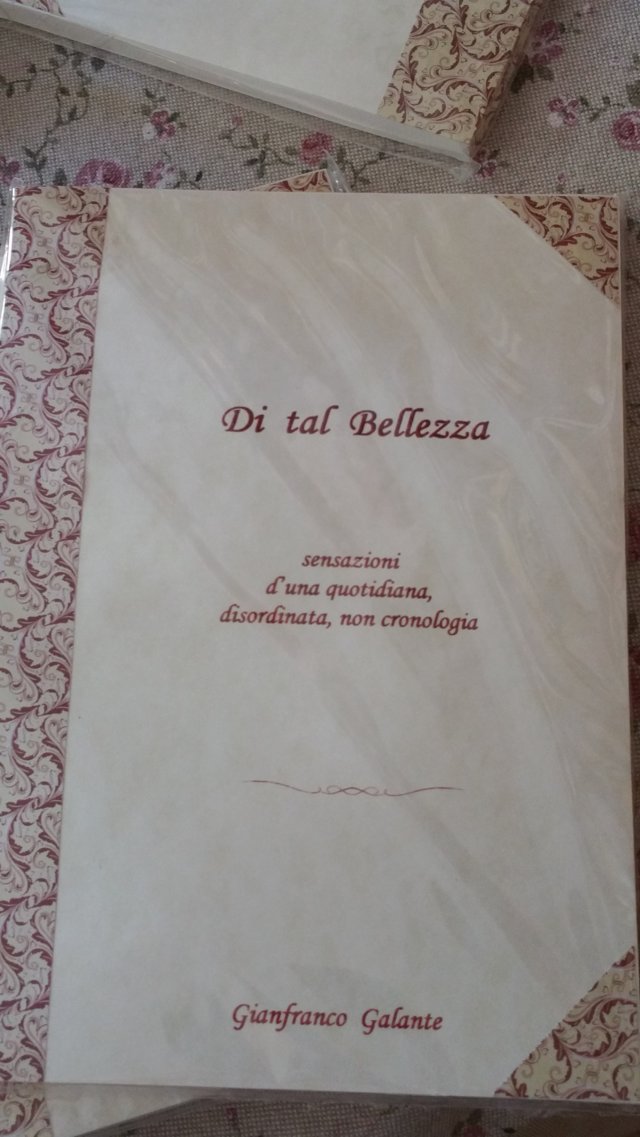 Di tal Bellezza
sensazioni
d'una quotidiana,
disordinata, non cronologia
Gianfranco Galante